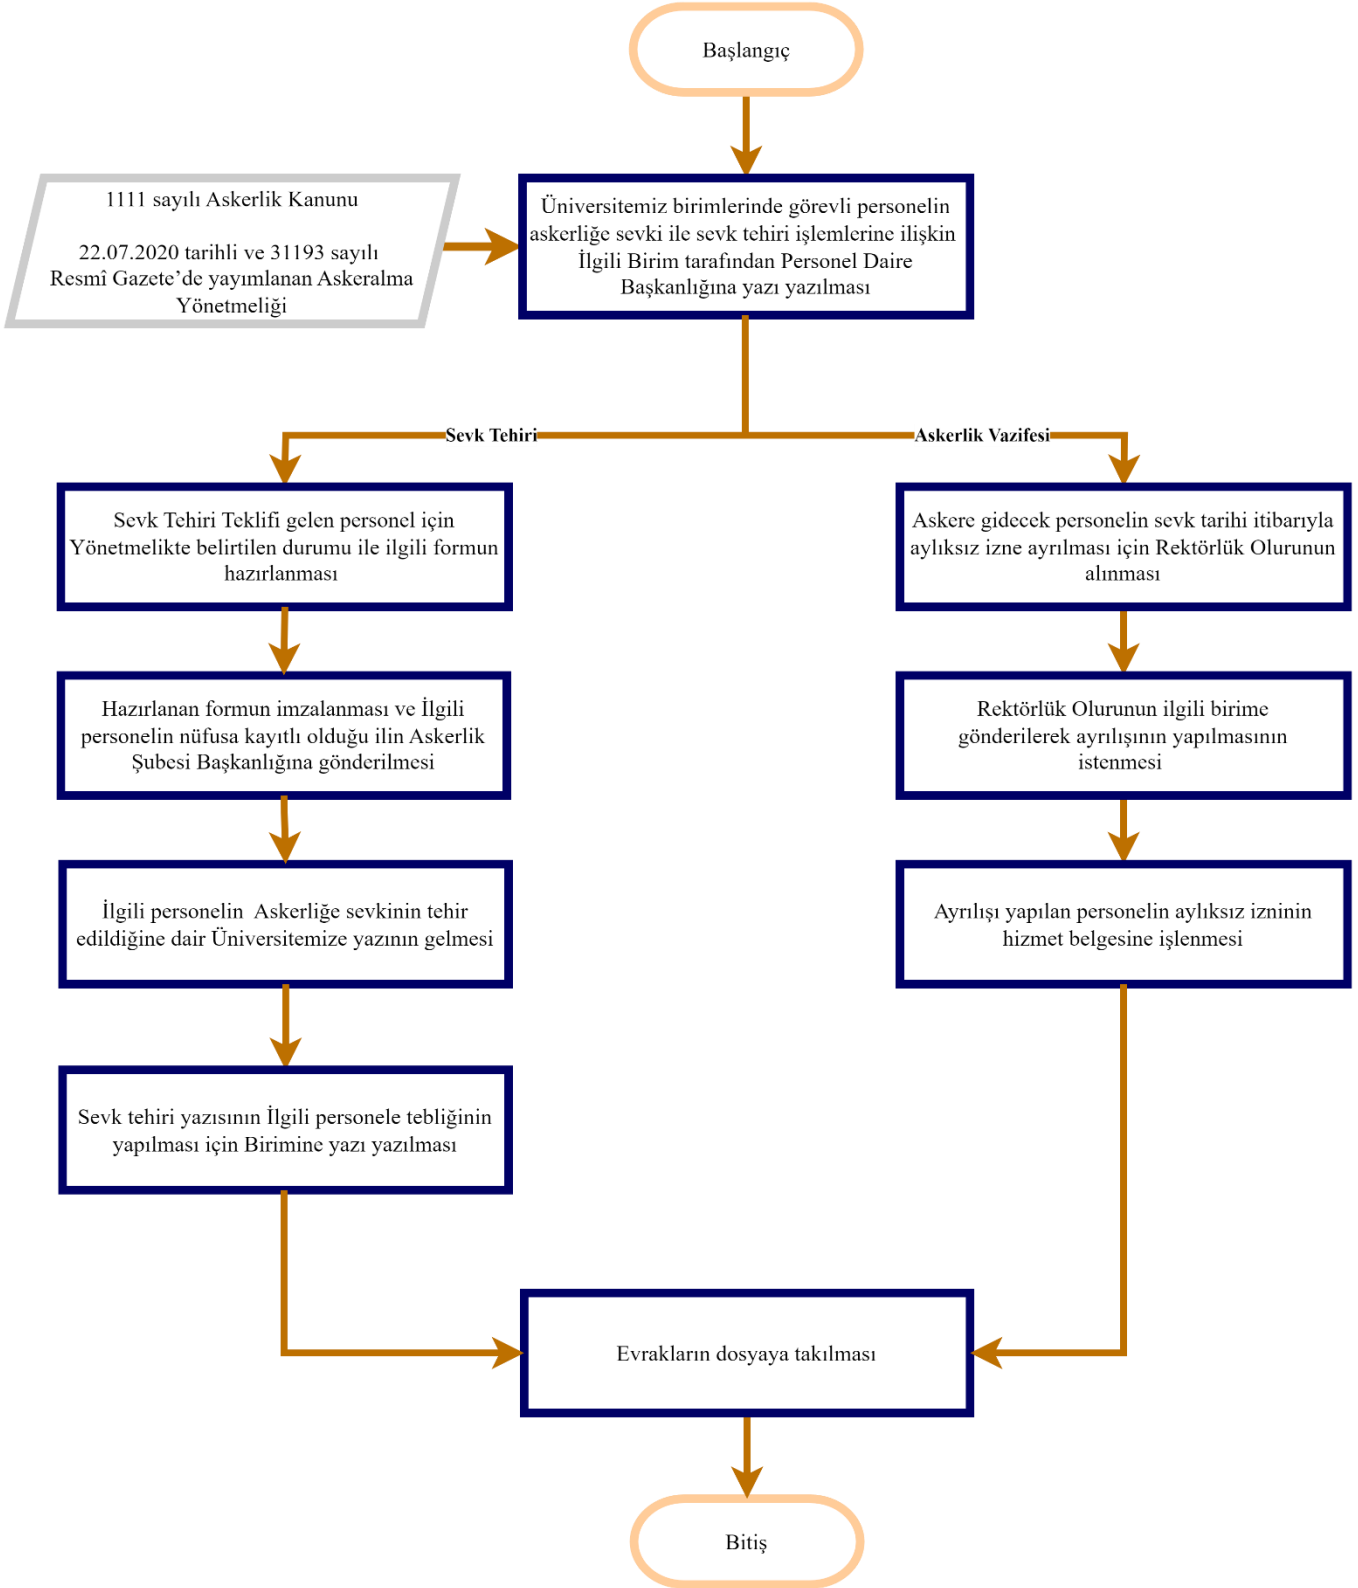 Başlangıç
1111 sayılı Askerlik Kanunu
22.07.2020 tarihli ve 31193 sayılı
Resmî Gazete’de yayımlanan Askeralma
Yönetmeliği
Üniversitemiz birimlerinde görevli personelin
askerliğe sevki ile sevk tehiri işlemlerine ilişkin
İlgili Birim tarafından Personel Daire
Başkanlığına yazı yazılması
Sevk Tehiri
Askerlik Vazifesi
Sevk Tehiri Teklifi gelen personel için
Yönetmelikte belirtilen durumu ile ilgili formun
hazırlanması
Hazırlanan formun imzalanması ve İlgili
personelin nüfusa kayıtlı olduğu ilin Askerlik
Şubesi Başkanlığına gönderilmesi
İlgili personelin  Askerliğe sevkinin tehir
edildiğine dair Üniversitemize yazının gelmesi
Sevk tehiri yazısının İlgili personele tebliğinin
yapılması için Birimine yazı yazılması
Askere gidecek personelin sevk tarihi itibarıyla
aylıksız izne ayrılması için Rektörlük Olurunun
alınması
Rektörlük Olurunun ilgili birime
gönderilerek ayrılışının yapılmasının
istenmesi
Ayrılışı yapılan personelin aylıksız izninin
hizmet belgesine işlenmesi
Evrakların dosyaya takılması
Bitiş